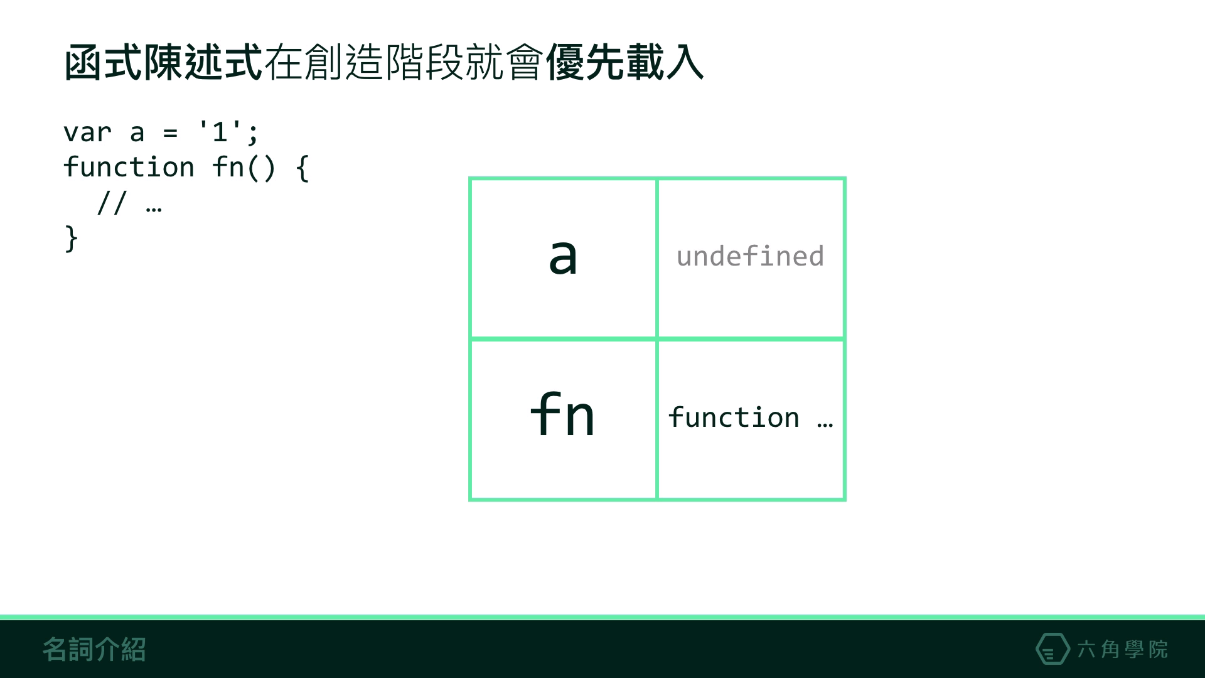 函式陳述式在創造階段就會優先載入
var a = '1';
function fn() {
  // …
}
a
undefined
fn
function …
名詞介紹
六角學院